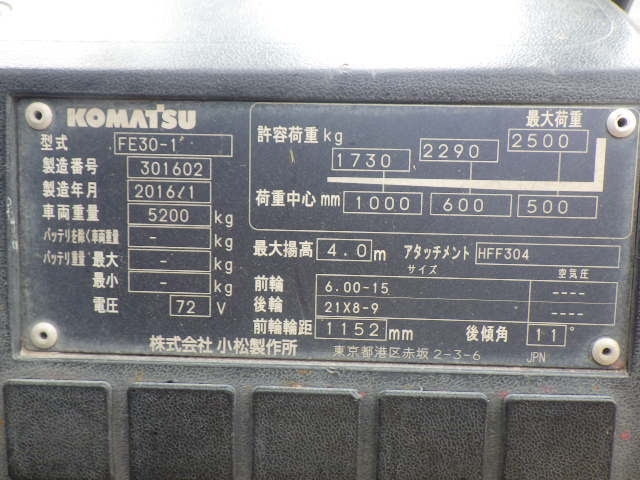 KOMATSU
型式 FE30-1
製造番号 301602
製造年月 2016/1
車両重量 5200 kg
バッテリを除く車両重量 - kg
バッテリ重量 最大 - kg
最小 - kg
電圧 72 V
株式会社 小松製作所
最大荷重
許容荷重 kg 1730 2290 2500
荷重中心 mm 1000 600 500
最大揚高 4.0 m アタッチメント HFF304
サイズ 空気圧
前輪 6.00-15 ----
後輪 21X8-9 ----
前輪輪距 1152 mm 後傾角 11°
東京都港区赤坂 2-3-6 JPN